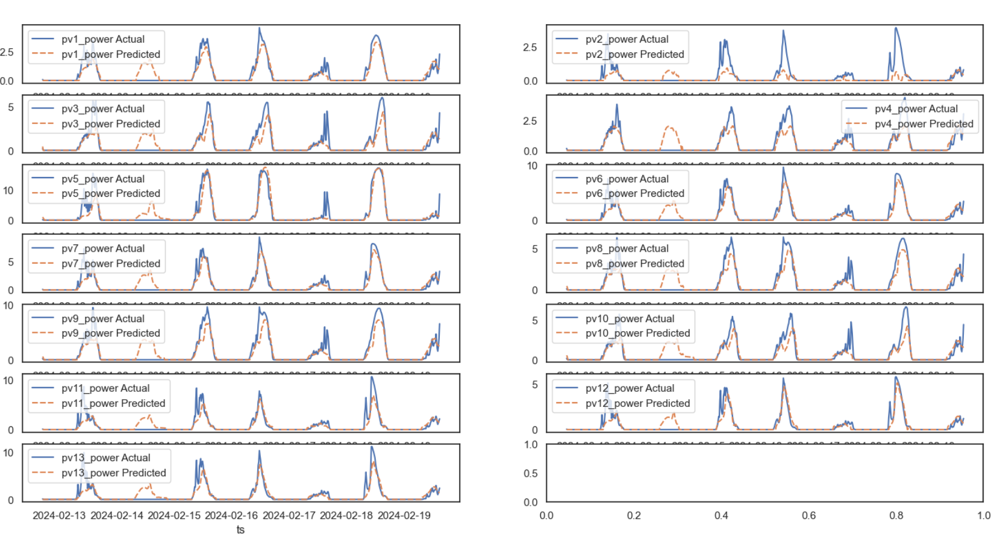 pv1_power Actual
pv1_power Predicted
2.5
0.0
pv2_power Actual
pv2_power Predicted
2.5
0.0
pv3_power Actual
pv3_power Predicted
5
0
pv4_power Actual
pv4_power Predicted
2.5
0.0
pv5_power Actual
pv5_power Predicted
10
0
pv6_power Actual
pv6_power Predicted
10
5
0
pv7_power Actual
pv7_power Predicted
5
0
pv8_power Actual
pv8_power Predicted
5
0
pv9_power Actual
pv9_power Predicted
10
5
0
pv10_power Actual
pv10_power Predicted
5
0
pv11_power Actual
pv11_power Predicted
10
5
0
pv12_power Actual
pv12_power Predicted
5
0
pv13_power Actual
pv13_power Predicted
10
0
2024-02-13 2024-02-14 2024-02-15 2024-02-16 2024-02-17 2024-02-18 2024-02-19
ts
1.0
0.5
0.0
0.0 0.2 0.4 0.6 0.8 1.0